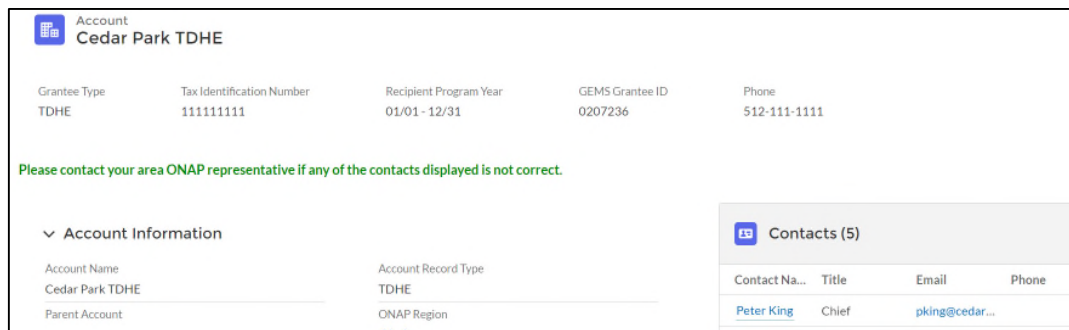 Account
Cedar Park TDHE
Grantee Type Tax Identification Number Recipient Program Year GEMS Grantee ID Phone
TDHE 111111111 01/01 - 12/31 0207236 512-111-1111
Please contact your area ONAP representative if any of the contacts displayed is not correct.
Account Information
Account Name Account Record Type
Cedar Park TDHE TDHE
Parent Account ONAP Region
Contacts (5)
Contact Na... Title Email Phone
Peter King Chief pking@cedar...